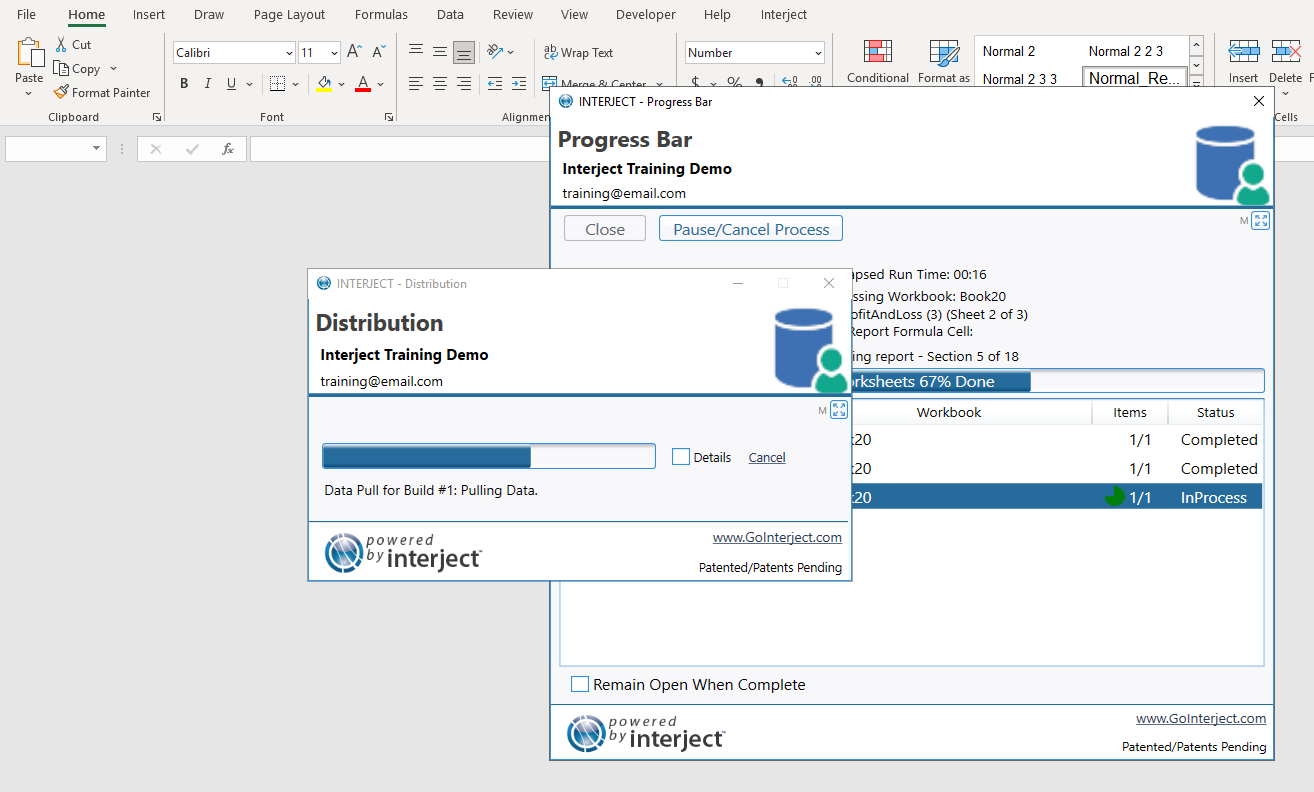 File Home Insert Draw Page Layout Formulas Data Review View Developer Help Interject
Paste
Cut
Copy
Format Painter
Clipboard
Calibri 11
B I U
Font
Wrap Text
Merge & Center
Number
$ %
Conditional
Format as
Normal 2 Normal 2 2 3
Normal 2 3 3 Normal_Re...
Insert Delete
Cells
fx
INTERJECT - Progress Bar
Progress Bar
Interject Training Demo
training@email.com
Close Pause/Cancel Process
M
apsed Run Time: 00:16
ssing Workbook: Book20
ofitAndLoss (3) (Sheet 2 of 3)
Report Formula Cell:
ing report - Section 5 of 18
rksheets 67% Done
Workbook Items Status
20 1/1 Completed
20 1/1 Completed
20 1/1 InProcess
Remain Open When Complete
powered by interject
www.GoInterject.com
Patented/Patents Pending
INTERJECT - Distribution
Distribution
Interject Training Demo
training@email.com
M
Details Cancel
Data Pull for Build #1: Pulling Data.
powered by interject
www.GoInterject.com
Patented/Patents Pending